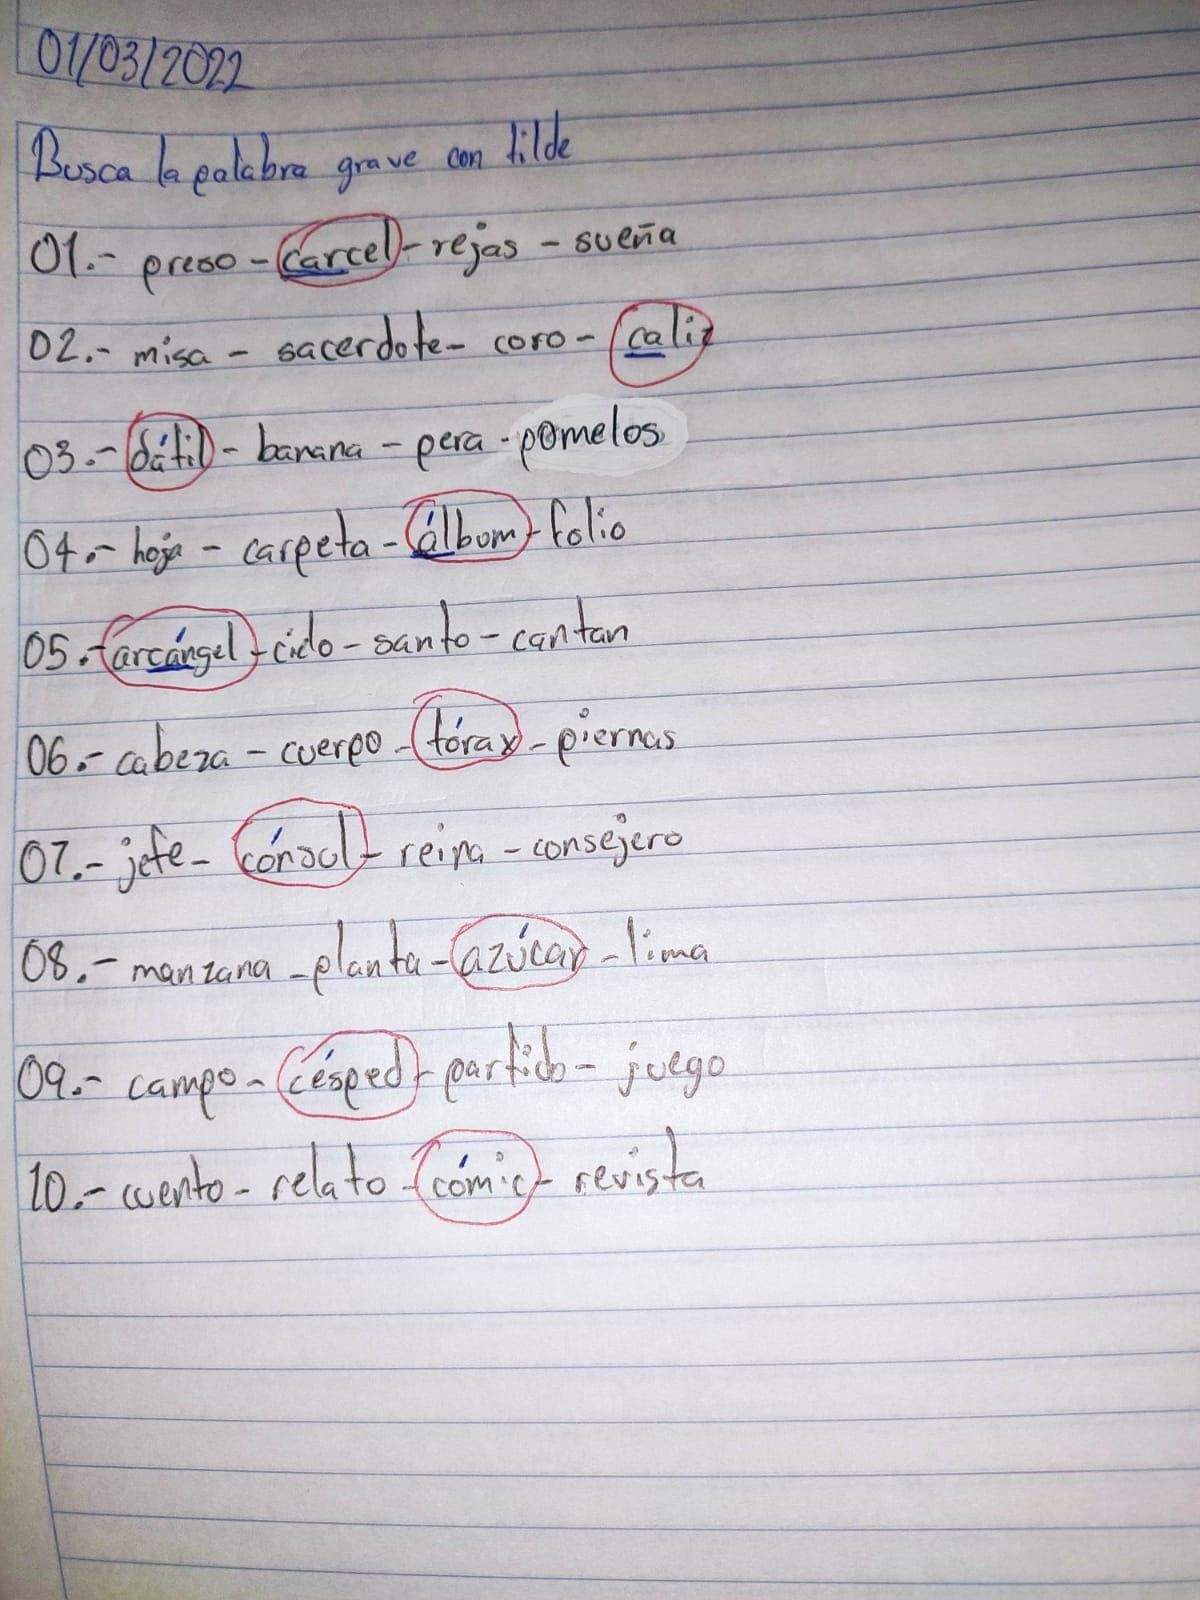 01/03/2022
Busca la palabra grave con tilde
01.- preso - carcel - rejas - sueña
02.- misa - sacerdote - coro - caliz
03.- dátil - banana - pera - pomelos
04.- hoja - carpeta - álbum - folio
05.- arcángel - cielo - santo - cantan
06.- cabeza - cuerpo - tórax - piernas
07.- jefe - cónsul - reina - consejero
08.- manzana - planta - azúcar - lima
09.- campo - césped - partido - juego
10.- cuento - relato - cómic - revista